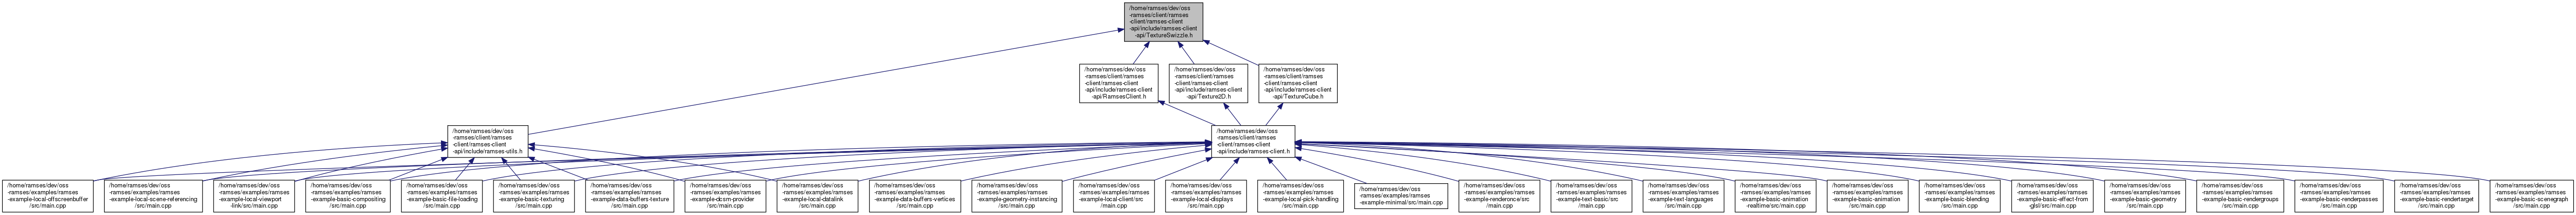 /home/ramses/dev/oss
-ramses/client/ramses
-client/ramses-client
-api/include/ramses-client
-api/TextureSwizzle.h
/home/ramses/dev/oss
-ramses/client/ramses
-client/ramses-client
-api/include/ramses-client
-api/RamsesClient.h
/home/ramses/dev/oss
-ramses/client/ramses
-client/ramses-client
-api/include/ramses-client
-api/Texture2D.h
/home/ramses/dev/oss
-ramses/client/ramses
-client/ramses-client
-api/include/ramses-client
-api/TextureCube.h
/home/ramses/dev/oss
-ramses/client/ramses
-client/ramses-client
-api/include/ramses-utils.h
/home/ramses/dev/oss
-ramses/client/ramses
-client/ramses-client
-api/include/ramses-client.h
/home/ramses/dev/oss
-ramses/examples/ramses
-example-local-offscreenbuffer
/src/main.cpp
/home/ramses/dev/oss
-ramses/examples/ramses
-example-local-scene-referencing
/src/main.cpp
/home/ramses/dev/oss
-ramses/examples/ramses
-example-local-viewport
-link/src/main.cpp
/home/ramses/dev/oss
-ramses/examples/ramses
-example-basic-compositing
/src/main.cpp
/home/ramses/dev/oss
-ramses/examples/ramses
-example-basic-file-loading
/src/main.cpp
/home/ramses/dev/oss
-ramses/examples/ramses
-example-basic-texturing
/src/main.cpp
/home/ramses/dev/oss
-ramses/examples/ramses
-example-data-buffers-texture
/src/main.cpp
/home/ramses/dev/oss
-ramses/examples/ramses
-example-dcsm-provider
/src/main.cpp
/home/ramses/dev/oss
-ramses/examples/ramses
-example-local-datalink
/src/main.cpp
/home/ramses/dev/oss
-ramses/examples/ramses
-example-data-buffers-vertices
/src/main.cpp
/home/ramses/dev/oss
-ramses/examples/ramses
-example-geometry-instancing
/src/main.cpp
/home/ramses/dev/oss
-ramses/examples/ramses
-example-local-client/src
/main.cpp
/home/ramses/dev/oss
-ramses/examples/ramses
-example-local-displays
/src/main.cpp
/home/ramses/dev/oss
-ramses/examples/ramses
-example-local-pick-handling
/src/main.cpp
/home/ramses/dev/oss
-ramses/examples/ramses
-example-minimal/src/main.cpp
/home/ramses/dev/oss
-ramses/examples/ramses
-example-renderonce/src
/main.cpp
/home/ramses/dev/oss
-ramses/examples/ramses
-example-text-basic/src
/main.cpp
/home/ramses/dev/oss
-ramses/examples/ramses
-example-text-languages
/src/main.cpp
/home/ramses/dev/oss
-ramses/examples/ramses
-example-basic-animation
-realtime/src/main.cpp
/home/ramses/dev/oss
-ramses/examples/ramses
-example-basic-animation
/src/main.cpp
/home/ramses/dev/oss
-ramses/examples/ramses
-example-basic-blending
/src/main.cpp
/home/ramses/dev/oss
-ramses/examples/ramses
-example-basic-effect-from
-glsl/src/main.cpp
/home/ramses/dev/oss
-ramses/examples/ramses
-example-basic-geometry
/src/main.cpp
/home/ramses/dev/oss
-ramses/examples/ramses
-example-basic-rendergroups
/src/main.cpp
/home/ramses/dev/oss
-ramses/examples/ramses
-example-basic-renderpasses
/src/main.cpp
/home/ramses/dev/oss
-ramses/examples/ramses
-example-basic-rendertarget
/src/main.cpp
/home/ramses/dev/oss
-ramses/examples/ramses
-example-basic-scenegraph
/src/main.cpp